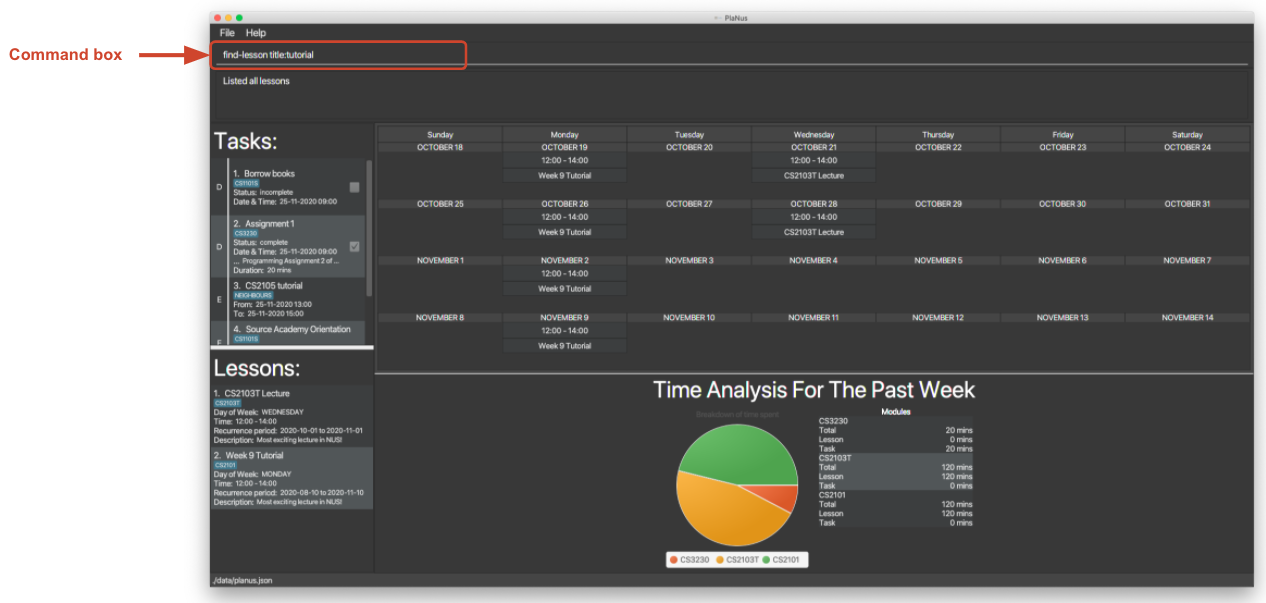 PlaNus
File Help
Command box
find-lesson title:tutorial
Listed all lessons
Tasks:
D
1. Borrow books
CS1101S
Status: incomplete
Date & Time: 25-11-2020 09:00
D
2. Assignment 1
CS3230
Status: complete
Date & Time: 25-11-2020 09:00
... Programming Assignment 2 of ...
Duration: 20 mins
E
3. CS2105 tutorial
NEIGHBOURS
From: 25-11-2020 13:00
To: 25-11-2020 15:00
4. Source Academy Orientation
CS1101S
Lessons:
1. CS2103T Lecture
CS2103T
Day of Week: WEDNESDAY
Time: 12:00 - 14:00
Recurrence period: 2020-10-01 to 2020-11-01
Description: Most exciting lecture in NUS!
2. Week 9 Tutorial
CS2101
Day of Week: MONDAY
Time: 12:00 - 14:00
Recurrence period: 2020-08-10 to 2020-11-10
Description: Most exciting lecture in NUS!
Sunday Monday Tuesday Wednesday Thursday Friday Saturday
OCTOBER 18 OCTOBER 19 OCTOBER 20 OCTOBER 21 OCTOBER 22 OCTOBER 23 OCTOBER 24
12:00 - 14:00 12:00 - 14:00
Week 9 Tutorial CS2103T Lecture
OCTOBER 25 OCTOBER 26 OCTOBER 27 OCTOBER 28 OCTOBER 29 OCTOBER 30 OCTOBER 31
12:00 - 14:00 12:00 - 14:00
Week 9 Tutorial CS2103T Lecture
NOVEMBER 1 NOVEMBER 2 NOVEMBER 3 NOVEMBER 4 NOVEMBER 5 NOVEMBER 6 NOVEMBER 7
12:00 - 14:00
Week 9 Tutorial
NOVEMBER 8 NOVEMBER 9 NOVEMBER 10 NOVEMBER 11 NOVEMBER 12 NOVEMBER 13 NOVEMBER 14
12:00 - 14:00
Week 9 Tutorial
Time Analysis For The Past Week
Breakdown of time spent
CS3230 CS2103T CS2101
Modules
CS3230
Total 20 mins
Lesson 0 mins
Task 20 mins
CS2103T
Total 120 mins
Lesson 120 mins
Task 0 mins
CS2101
Total 120 mins
Lesson 120 mins
Task 0 mins
/data/planus.json